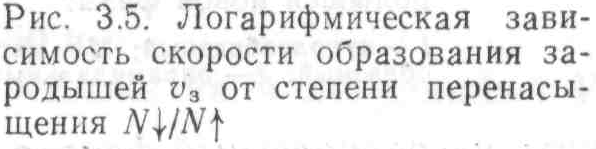 Рис. 3.5. Логарифмическая зави-
симость скорости образования за-
родышей v₃ от степени перенасы-
щения N↓/N↑